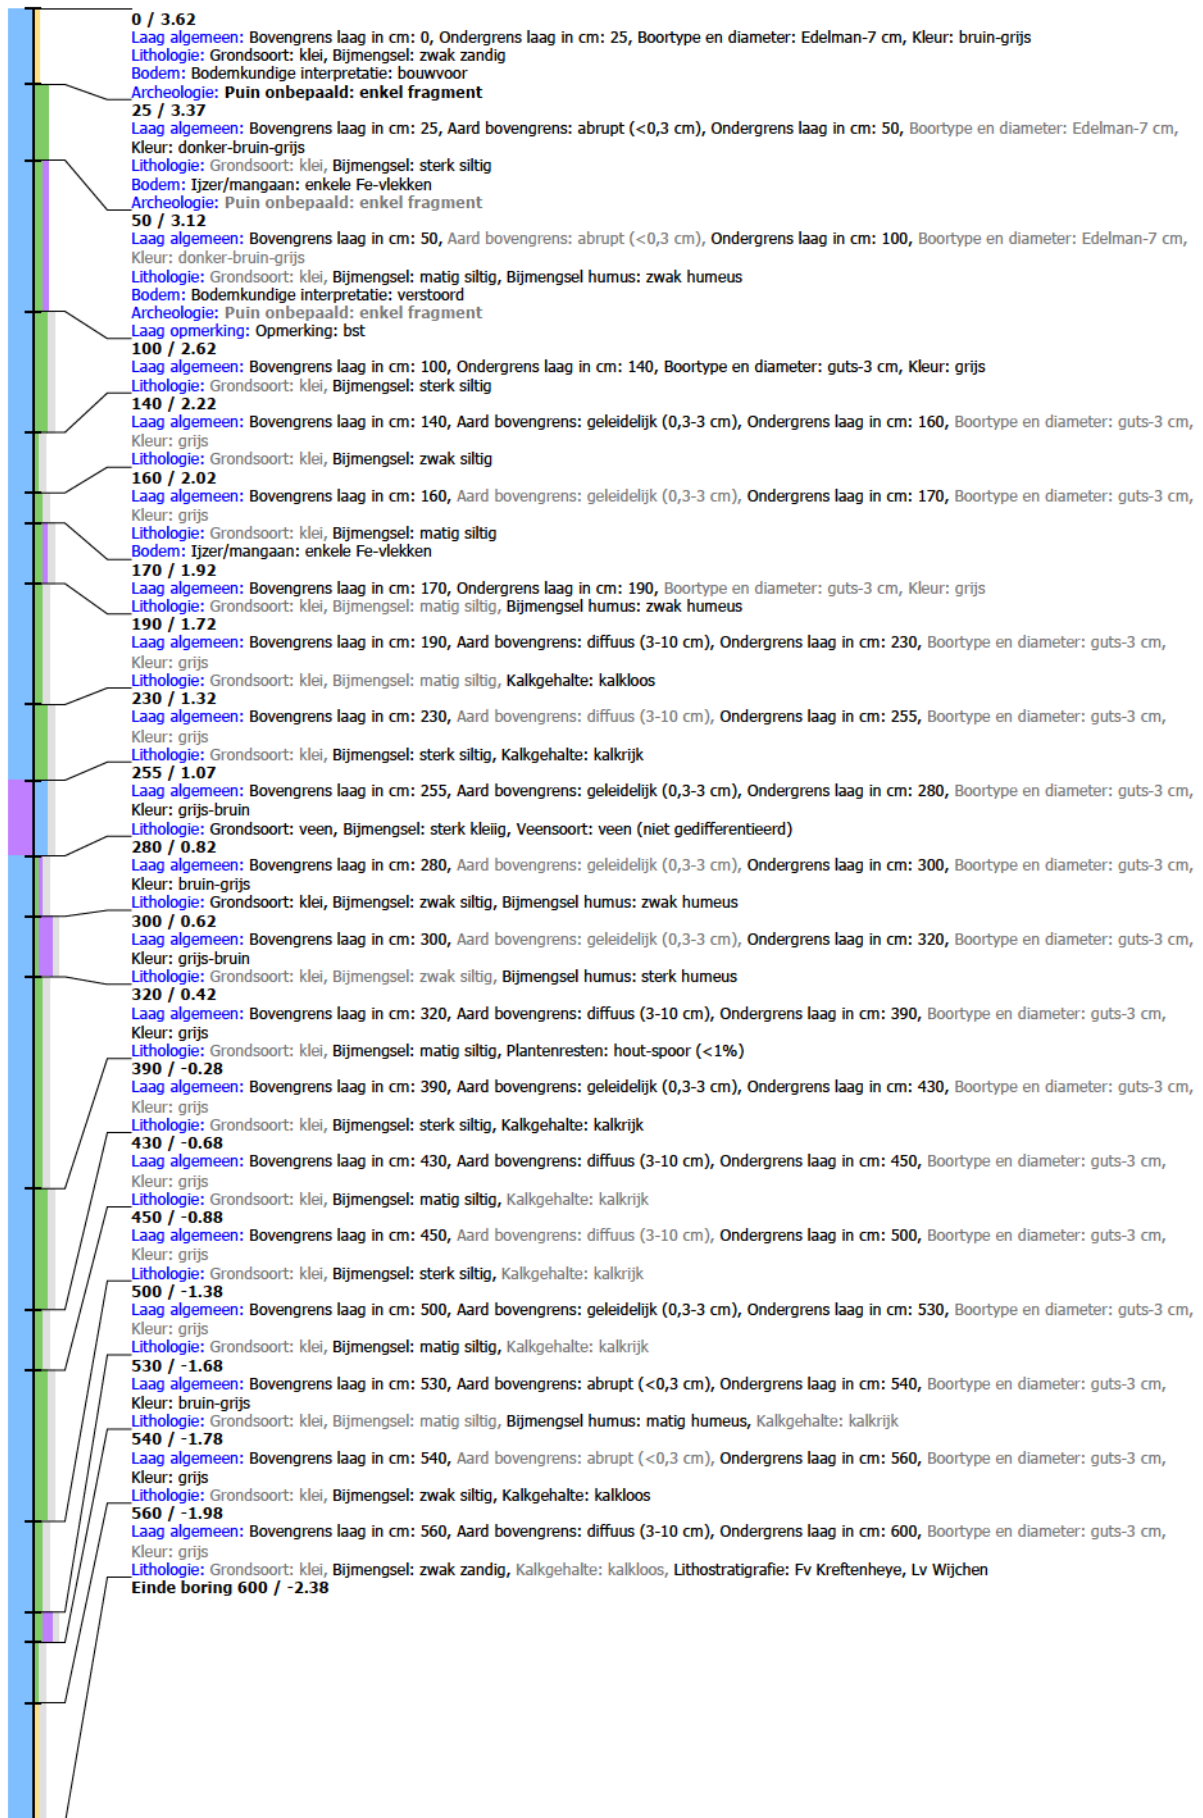 0 / 3.62
Laag algemeen: Bovengrens laag in cm: 0, Ondergrens laag in cm: 25, Boortype en diameter: Edelman-7 cm, Kleur: bruin-grijs
Lithologie: Grondsoort: klei, Bijmengsel: zwak zandig
Bodem: Bodemkundige interpretatie: bouwvoor
Archeologie: Puin onbepaald: enkel fragment
25 / 3.37
Laag algemeen: Bovengrens laag in cm: 25, Aard bovengrens: abrupt (<0,3 cm), Ondergrens laag in cm: 50, Boortype en diameter: Edelman-7 cm,
Kleur: donker-bruin-grijs
Lithologie: Grondsoort: klei, Bijmengsel: sterk siltig
Bodem: Ijzer/mangaan: enkele Fe-vlekken
Archeologie: Puin onbepaald: enkel fragment
50 / 3.12
Laag algemeen: Bovengrens laag in cm: 50, Aard bovengrens: abrupt (<0,3 cm), Ondergrens laag in cm: 100, Boortype en diameter: Edelman-7 cm,
Kleur: donker-bruin-grijs
Lithologie: Grondsoort: klei, Bijmengsel: matig siltig, Bijmengsel humus: zwak humeus
Bodem: Bodemkundige interpretatie: verstoord
Archeologie: Puin onbepaald: enkel fragment
Laag opmerking: Opmerking: bst
100 / 2.62
Laag algemeen: Bovengrens laag in cm: 100, Ondergrens laag in cm: 140, Boortype en diameter: guts-3 cm, Kleur: grijs
Lithologie: Grondsoort: klei, Bijmengsel: sterk siltig
140 / 2.22
Laag algemeen: Bovengrens laag in cm: 140, Aard bovengrens: geleidelijk (0,3-3 cm), Ondergrens laag in cm: 160, Boortype en diameter: guts-3 cm,
Kleur: grijs
Lithologie: Grondsoort: klei, Bijmengsel: zwak siltig
160 / 2.02
Laag algemeen: Bovengrens laag in cm: 160, Aard bovengrens: geleidelijk (0,3-3 cm), Ondergrens laag in cm: 170, Boortype en diameter: guts-3 cm,
Kleur: grijs
Lithologie: Grondsoort: klei, Bijmengsel: matig siltig
Bodem: Ijzer/mangaan: enkele Fe-vlekken
170 / 1.92
Laag algemeen: Bovengrens laag in cm: 170, Ondergrens laag in cm: 190, Boortype en diameter: guts-3 cm, Kleur: grijs
Lithologie: Grondsoort: klei, Bijmengsel: matig siltig, Bijmengsel humus: zwak humeus
190 / 1.72
Laag algemeen: Bovengrens laag in cm: 190, Aard bovengrens: diffuus (3-10 cm), Ondergrens laag in cm: 230, Boortype en diameter: guts-3 cm,
Kleur: grijs
Lithologie: Grondsoort: klei, Bijmengsel: matig siltig, Kalkgehalte: kalkloos
230 / 1.32
Laag algemeen: Bovengrens laag in cm: 230, Aard bovengrens: diffuus (3-10 cm), Ondergrens laag in cm: 255, Boortype en diameter: guts-3 cm,
Kleur: grijs
Lithologie: Grondsoort: klei, Bijmengsel: sterk siltig, Kalkgehalte: kalkrijk
255 / 1.07
Laag algemeen: Bovengrens laag in cm: 255, Aard bovengrens: geleidelijk (0,3-3 cm), Ondergrens laag in cm: 280, Boortype en diameter: guts-3 cm,
Kleur: grijs-bruin
Lithologie: Grondsoort: veen, Bijmengsel: sterk kleiig, Veensoort: veen (niet gedifferentieerd)
280 / 0.82
Laag algemeen: Bovengrens laag in cm: 280, Aard bovengrens: geleidelijk (0,3-3 cm), Ondergrens laag in cm: 300, Boortype en diameter: guts-3 cm,
Kleur: bruin-grijs
Lithologie: Grondsoort: klei, Bijmengsel: zwak siltig, Bijmengsel humus: zwak humeus
300 / 0.62
Laag algemeen: Bovengrens laag in cm: 300, Aard bovengrens: geleidelijk (0,3-3 cm), Ondergrens laag in cm: 320, Boortype en diameter: guts-3 cm,
Kleur: grijs-bruin
Lithologie: Grondsoort: klei, Bijmengsel: zwak siltig, Bijmengsel humus: sterk humeus
320 / 0.42
Laag algemeen: Bovengrens laag in cm: 320, Aard bovengrens: diffuus (3-10 cm), Ondergrens laag in cm: 390, Boortype en diameter: guts-3 cm,
Kleur: grijs
Lithologie: Grondsoort: klei, Bijmengsel: matig siltig, Plantenresten: hout-spoor (<1%)
390 / -0.28
Laag algemeen: Bovengrens laag in cm: 390, Aard bovengrens: geleidelijk (0,3-3 cm), Ondergrens laag in cm: 430, Boortype en diameter: guts-3 cm,
Kleur: grijs
Lithologie: Grondsoort: klei, Bijmengsel: sterk siltig, Kalkgehalte: kalkrijk
430 / -0.68
Laag algemeen: Bovengrens laag in cm: 430, Aard bovengrens: diffuus (3-10 cm), Ondergrens laag in cm: 450, Boortype en diameter: guts-3 cm,
Kleur: grijs
Lithologie: Grondsoort: klei, Bijmengsel: matig siltig, Kalkgehalte: kalkrijk
450 / -0.88
Laag algemeen: Bovengrens laag in cm: 450, Aard bovengrens: diffuus (3-10 cm), Ondergrens laag in cm: 500, Boortype en diameter: guts-3 cm,
Kleur: grijs
Lithologie: Grondsoort: klei, Bijmengsel: sterk siltig, Kalkgehalte: kalkrijk
500 / -1.38
Laag algemeen: Bovengrens laag in cm: 500, Aard bovengrens: geleidelijk (0,3-3 cm), Ondergrens laag in cm: 530, Boortype en diameter: guts-3 cm,
Kleur: grijs
Lithologie: Grondsoort: klei, Bijmengsel: matig siltig, Kalkgehalte: kalkrijk
530 / -1.68
Laag algemeen: Bovengrens laag in cm: 530, Aard bovengrens: abrupt (<0,3 cm), Ondergrens laag in cm: 540, Boortype en diameter: guts-3 cm,
Kleur: bruin-grijs
Lithologie: Grondsoort: klei, Bijmengsel: matig siltig, Bijmengsel humus: matig humeus, Kalkgehalte: kalkrijk
540 / -1.78
Laag algemeen: Bovengrens laag in cm: 540, Aard bovengrens: abrupt (<0,3 cm), Ondergrens laag in cm: 560, Boortype en diameter: guts-3 cm,
Kleur: grijs
Lithologie: Grondsoort: klei, Bijmengsel: zwak siltig, Kalkgehalte: kalkloos
560 / -1.98
Laag algemeen: Bovengrens laag in cm: 560, Aard bovengrens: diffuus (3-10 cm), Ondergrens laag in cm: 600, Boortype en diameter: guts-3 cm,
Kleur: grijs
Lithologie: Grondsoort: klei, Bijmengsel: zwak zandig, Kalkgehalte: kalkloos, Lithostratigrafie: Fv Kreftenheye, Lv Wijchen
Einde boring 600 / -2.38